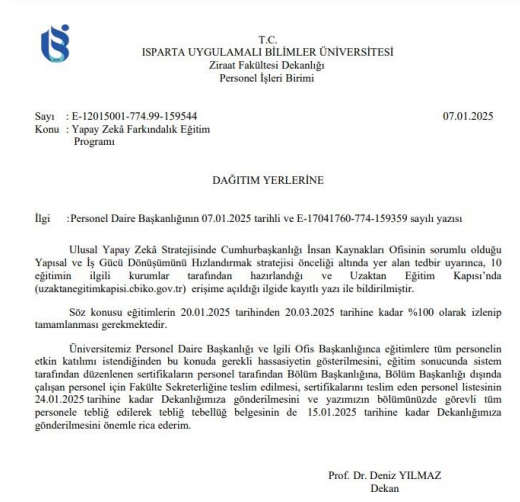 T.C.
ISPARTA UYGULAMALI BİLİMLER ÜNİVERSİTESİ
Ziraat Fakültesi Dekanlığı
Personel İşleri Birimi
Sayı : E-12015001-774.99-159544 07.01.2025
Konu : Yapay Zekâ Farkındalık Eğitim
Programı
DAĞITIM YERLERİNE
İlgi :Personel Daire Başkanlığının 07.01.2025 tarihli ve E-17041760-774-159359 sayılı yazısı
Ulusal Yapay Zekâ Stratejisinde Cumhurbaşkanlığı İnsan Kaynakları Ofisinin sorumlu olduğu
Yapısal ve İş Gücü Dönüşümünü Hızlandırmak stratejisi önceliği altında yer alan tedbir uyarınca, 10
eğitimin ilgili kurumlar tarafından hazırlandığı ve Uzaktan Eğitim Kapısı’nda
(uzaktanegitimkapisi.cbiko.gov.tr) erişime açıldığı ilgide kayıtlı yazı ile bildirilmiştir.
Söz konusu eğitimlerin 20.01.2025 tarihinden 20.03.2025 tarihine kadar %100 olarak izlenip
tamamlanması gerekmektedir.
Üniversitemiz Personel Daire Başkanlığı ve İlgili Ofis Başkanlığınca eğitimlere tüm personelin
etkin katılımı istendiğinden bu konuda gerekli hassasiyetin gösterilmesi, eğitim sonucunda sistem
tarafından düzenlenen sertifikaların personel tarafından Bölüm Başkanlığına, Bölüm Başkanlığı dışında
çalışan personel için Fakülte Sekreterliğine teslim edilmesi, sertifikalarını teslim eden personel listesinin
24.01.2025 tarihine kadar Dekanlığımıza gönderilmesini ve yazımızın bölümünüzde görevli tüm
personele tebliğ edilerek tebliğ tebellüğ belgesinin de 15.01.2025 tarihine kadar Dekanlığımıza
gönderilmesini önemle rica ederim.
Prof. Dr. Deniz YILMAZ
Dekan